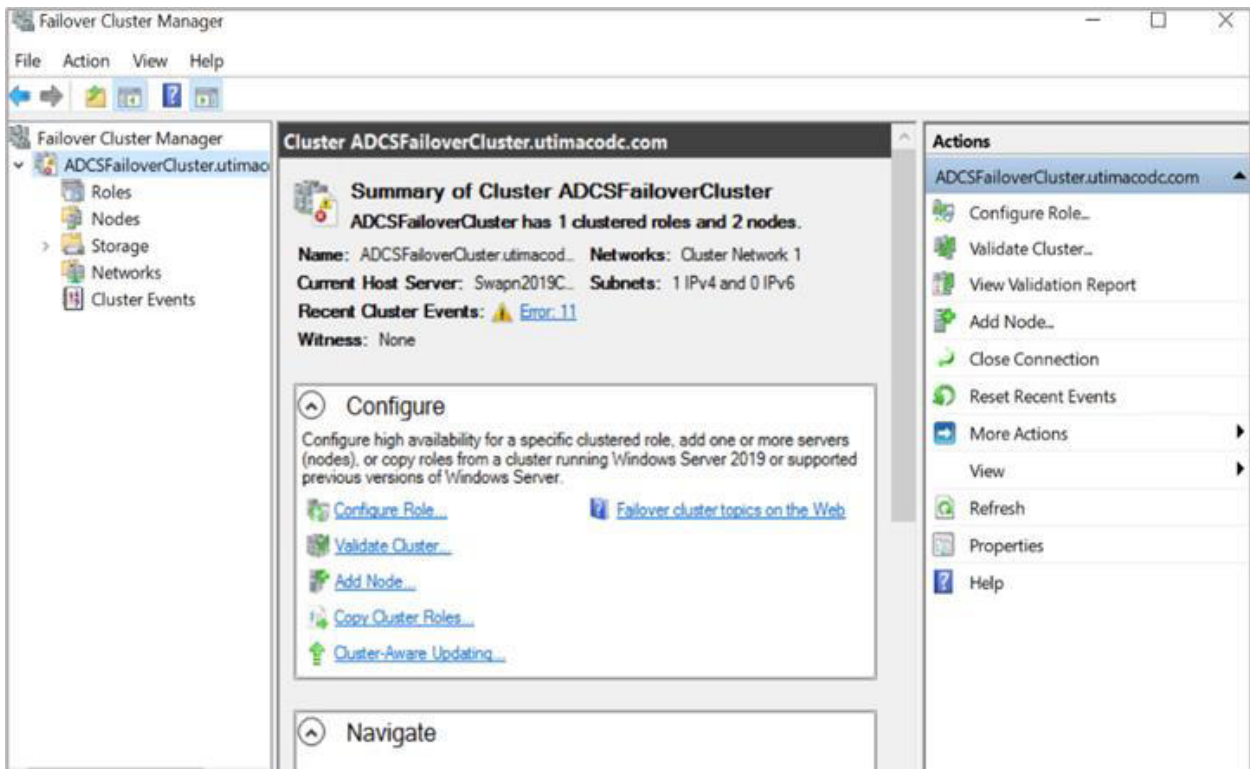 Failover Cluster Manager
File Action View Help
Failover Cluster Manager
ADCSFailoverCluster.utimaco
Roles
Nodes
Storage
Networks
Cluster Events
Cluster ADCSFailoverCluster.utimacodc.com
Summary of Cluster ADCSFailoverCluster
ADCSFailoverCluster has 1 clustered roles and 2 nodes.
Name: ADCSFailoverCluster.utimacod... Networks: Cluster Network 1
Current Host Server: Swapn2019C... Subnets: 1 IPv4 and 0 IPv6
Recent Cluster Events: Error: 11
Witness: None
Configure
Configure high availability for a specific clustered role, add one or more servers
(nodes), or copy roles from a cluster running Windows Server 2019 or supported
previous versions of Windows Server.
Configure Role... Failover cluster topics on the Web
Validate Cluster...
Add Node...
Copy Cluster Roles...
Cluster-Aware Updating...
Navigate
Actions
ADCSFailoverCluster.utimacodc.com
Configure Role...
Validate Cluster...
View Validation Report
Add Node...
Close Connection
Reset Recent Events
More Actions
View
Refresh
Properties
Help